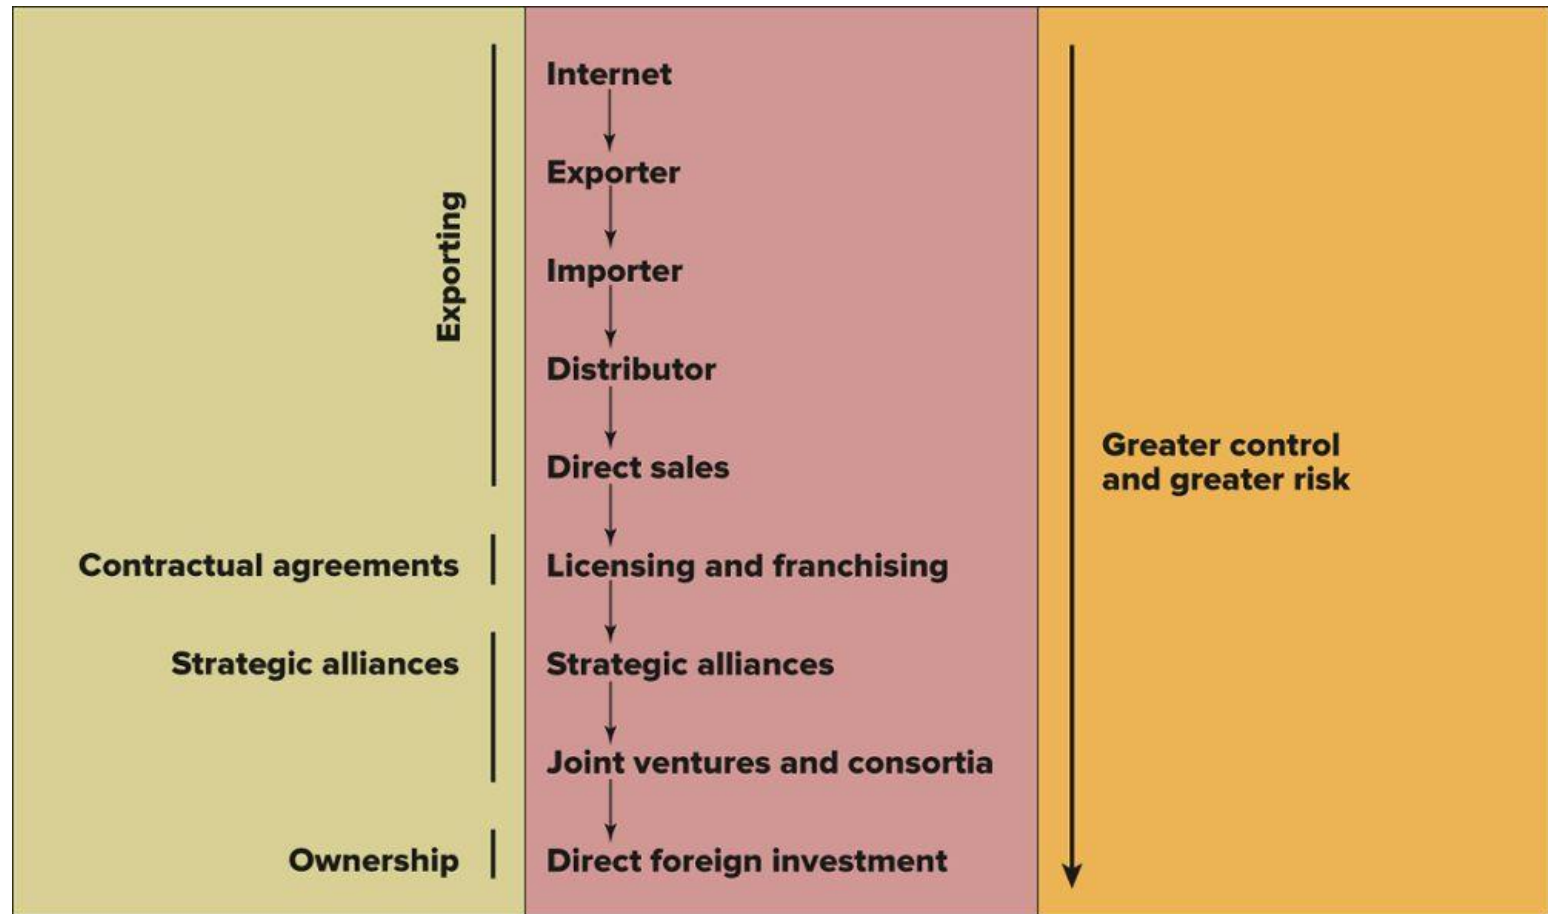 Exporting
Internet
Exporter
Importer
Distributor
Direct sales
Contractual agreements
Licensing and franchising
Strategic alliances
Strategic alliances
Joint ventures and consortia
Ownership
Direct foreign investment
Greater control
and greater risk